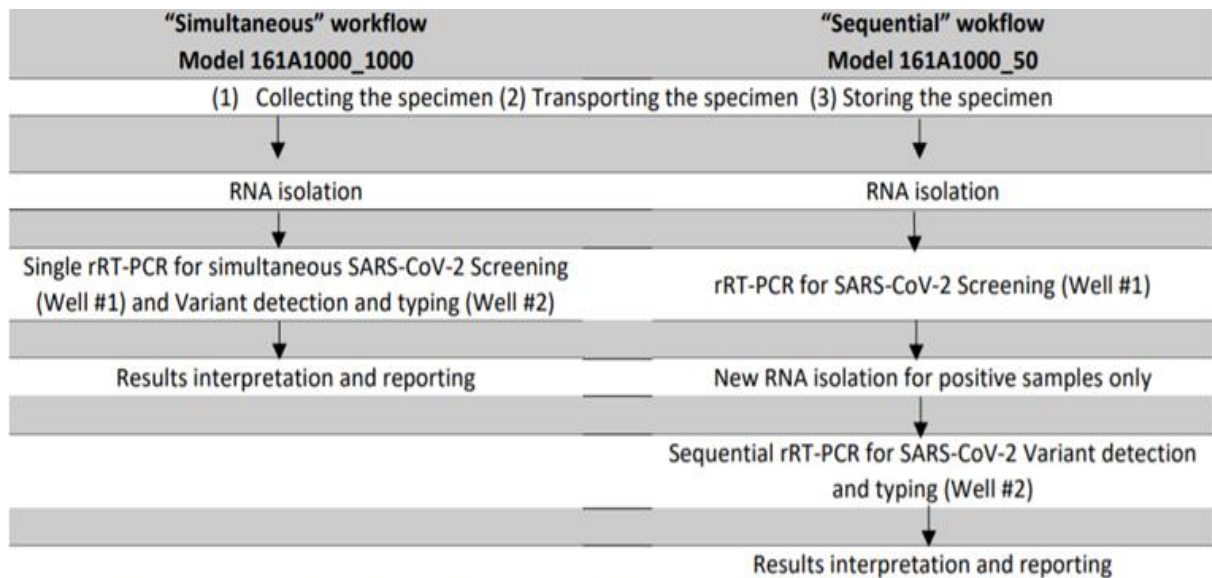 “Simultaneous” workflow
Model 161A1000_1000
“Sequential” wokflow
Model 161A1000_50
(1) Collecting the specimen (2) Transporting the specimen (3) Storing the specimen
RNA isolation
RNA isolation
Single rRT-PCR for simultaneous SARS-CoV-2 Screening
(Well #1) and Variant detection and typing (Well #2)
rRT-PCR for SARS-CoV-2 Screening (Well #1)
Results interpretation and reporting
New RNA isolation for positive samples only
Sequential rRT-PCR for SARS-CoV-2 Variant detection
and typing (Well #2)
Results interpretation and reporting